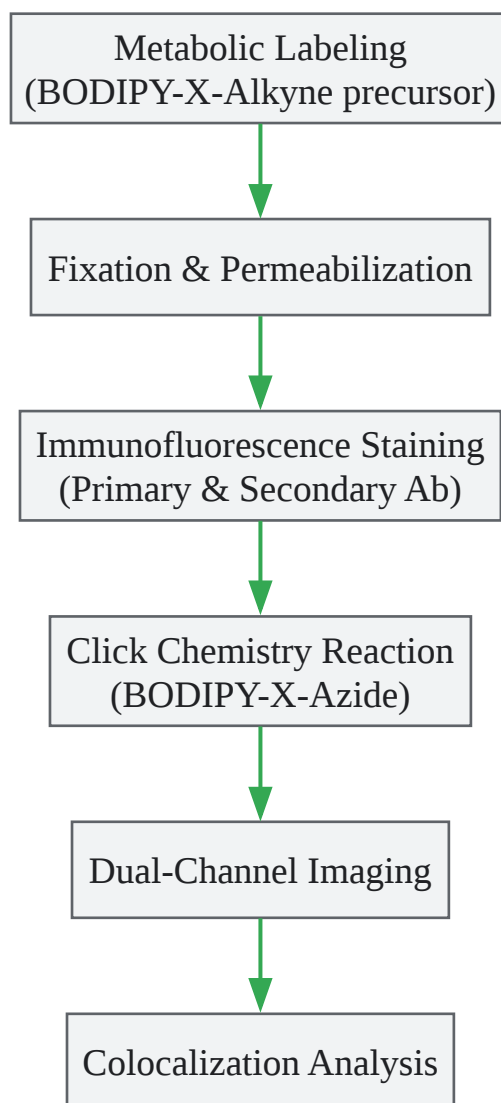 Metabolic Labeling
(BODIPY-X-Alkyne precursor)
Fixation & Permeabilization
Immunofluorescence Staining
(Primary & Secondary Ab)
Click Chemistry Reaction
(BODIPY-X-Azide)
Dual-Channel Imaging
Colocalization Analysis